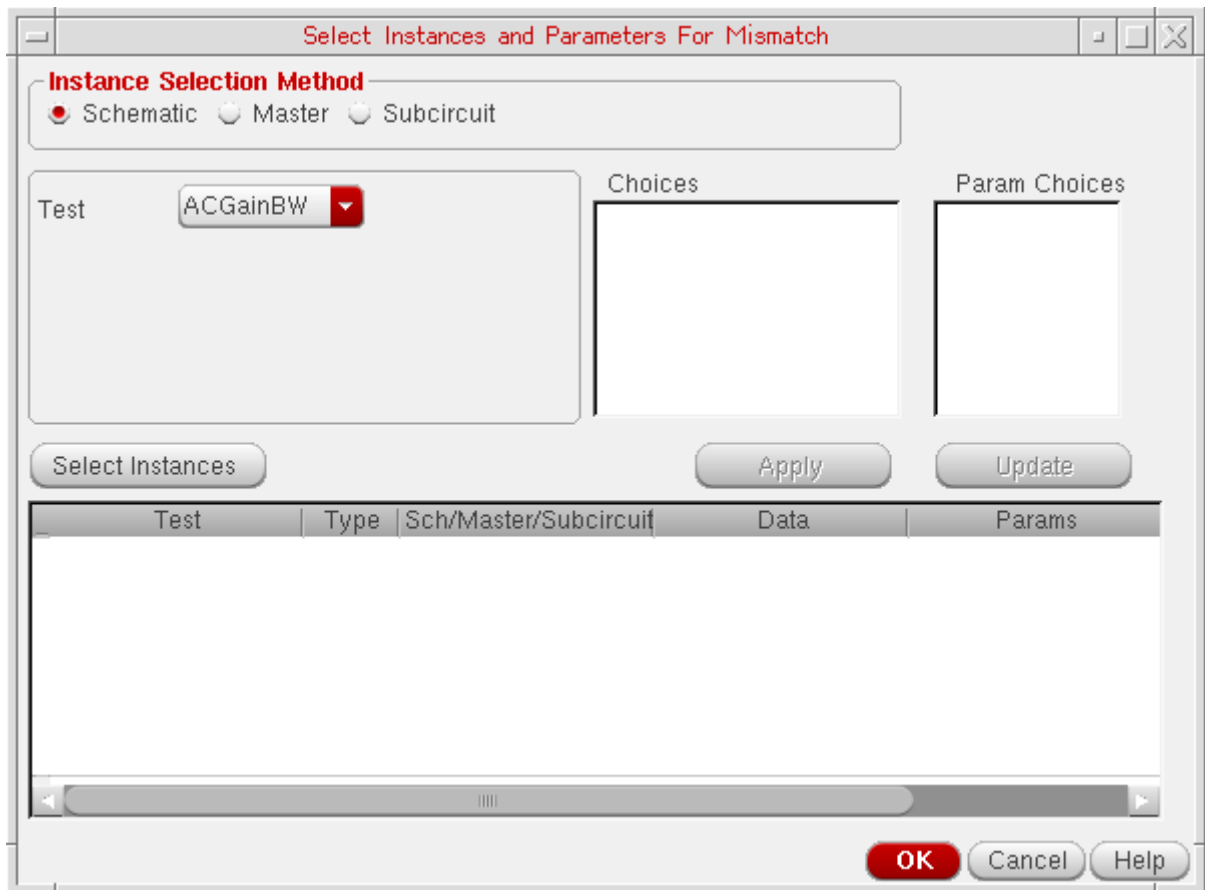 Select Instances and Parameters For Mismatch
Instance Selection Method
Schematic Master Subcircuit
Test ACGainBW
Choices
Param Choices
Select Instances Apply Update
Test Type Sch/Master/Subcircuit Data Params
OK Cancel Help